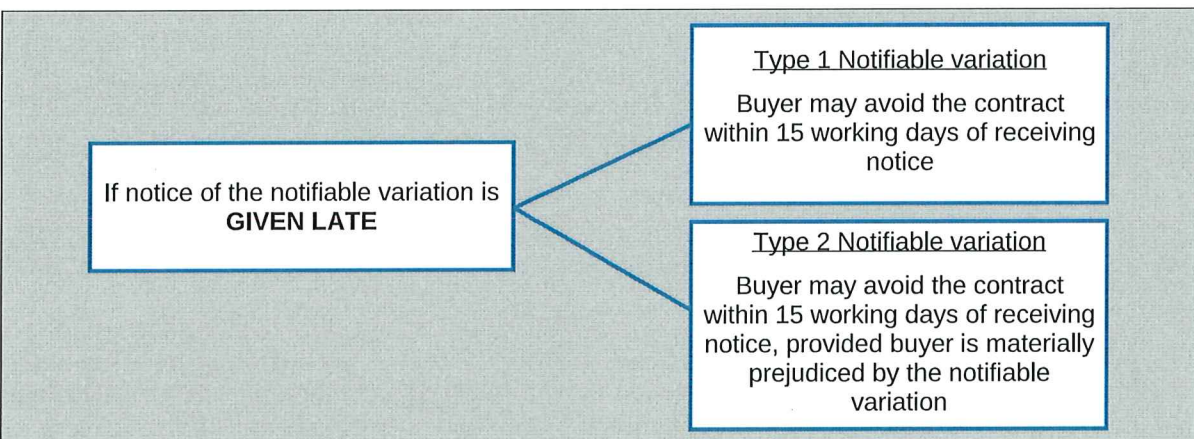 If notice of the notifiable variation is
GIVEN LATE
Type 1 Notifiable variation
Buyer may avoid the contract
within 15 working days of receiving
notice
Type 2 Notifiable variation
Buyer may avoid the contract
within 15 working days of receiving
notice, provided buyer is materially
prejudiced by the notifiable
variation